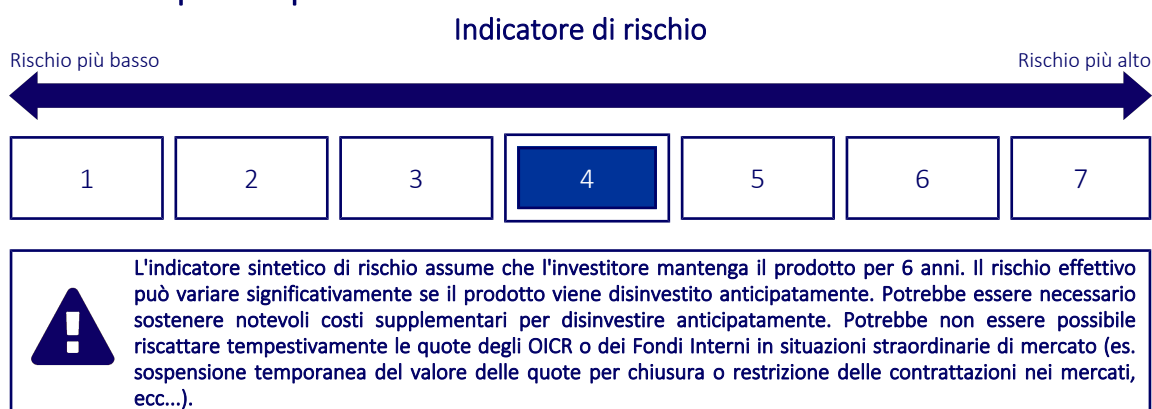 Indicatore di rischio
Rischio più basso Rischio più alto
1 2 3 4 5 6 7
L'indicatore sintetico di rischio assume che l'investitore mantenga il prodotto per 6 anni. Il rischio effettivo
può variare significativamente se il prodotto viene disinvestito anticipatamente. Potrebbe essere necessario
sostenere notevoli costi supplementari per disinvestire anticipatamente. Potrebbe non essere possibile
riscattare tempestivamente le quote degli OICR o dei Fondi Interni in situazioni straordinarie di mercato (es.
sospensione temporanea del valore delle quote per chiusura o restrizione delle contrattazioni nei mercati,
ecc...).